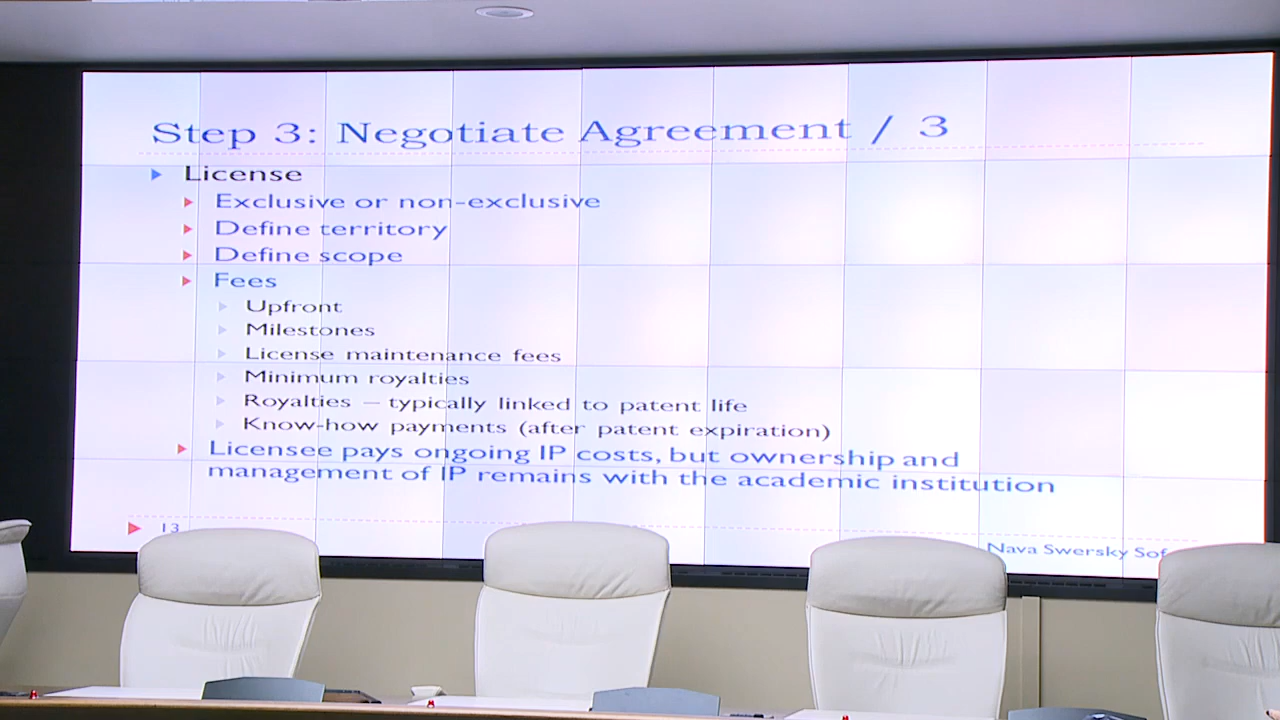 Step 3: Negotiate Agreement / 3
License
Exclusive or non-exclusive
Define territory
Define scope
Fees
Upfront
Milestones
License maintenance fees
Minimum royalties
Royalties – typically linked to patent life
Know-how payments (after patent expiration)
Licensee pays ongoing IP costs, but ownership and
management of IP remains with the academic institution
13
Nava Swersky